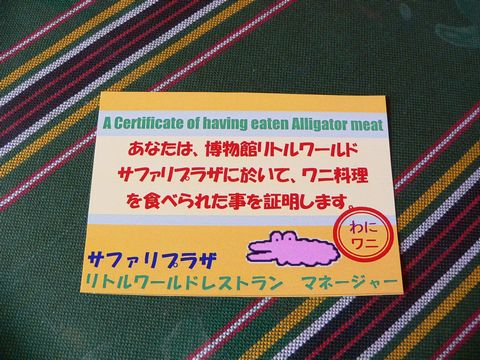 A Certificate of having eaten Alligator meat
あなたは、博物館リトルワールド
サファリプラザに於いて、ワニ料理
を食べられた事を証明します。
わに
ワニ
サファリプラザ
リトルワールドレストラン　マネージャー